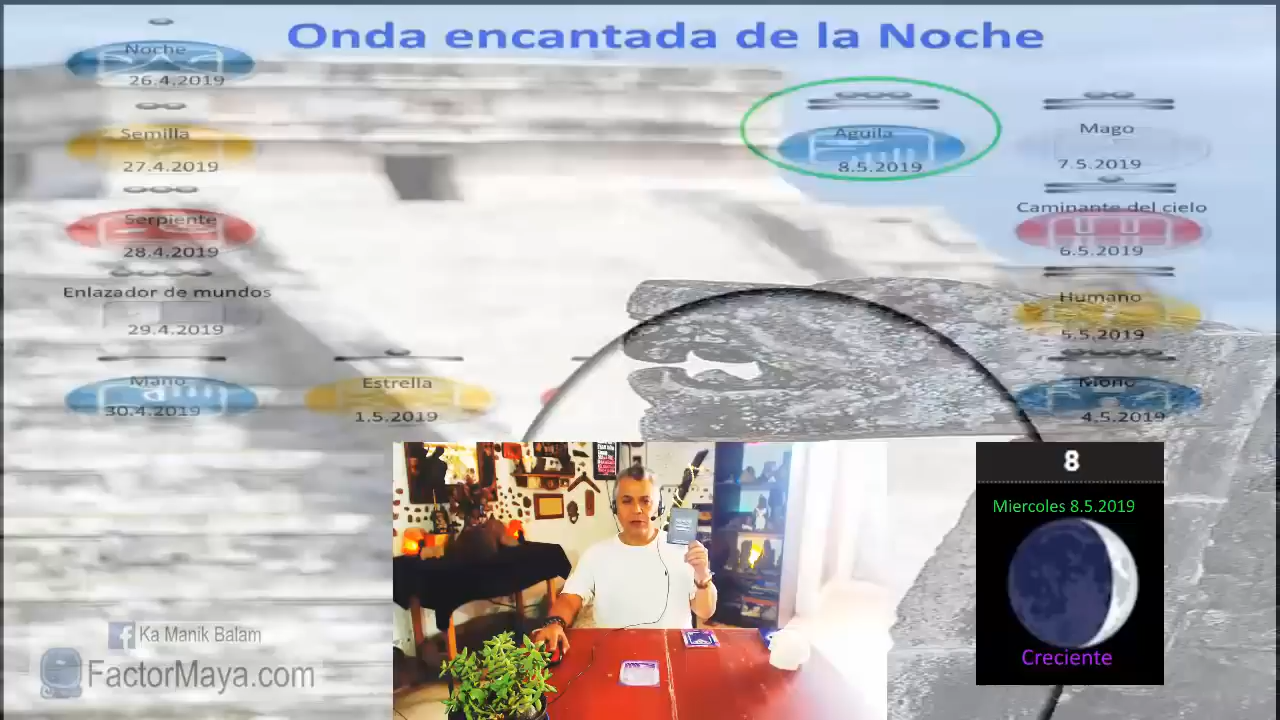 Onda encantada de la Noche
Noche
26.4.2019
Semilla
27.4.2019
Serpiente
28.4.2019
Enlazador de mundos
29.4.2019
Mano
30.4.2019
Estrella
1.5.2019
Aguila
8.5.2019
Mago
7.5.2019
Caminante del cielo
6.5.2019
Humano
5.5.2019
Mono
4.5.2019
8
Miercoles 8.5.2019
Creciente
Ka Manik Balam
FactorMaya.com